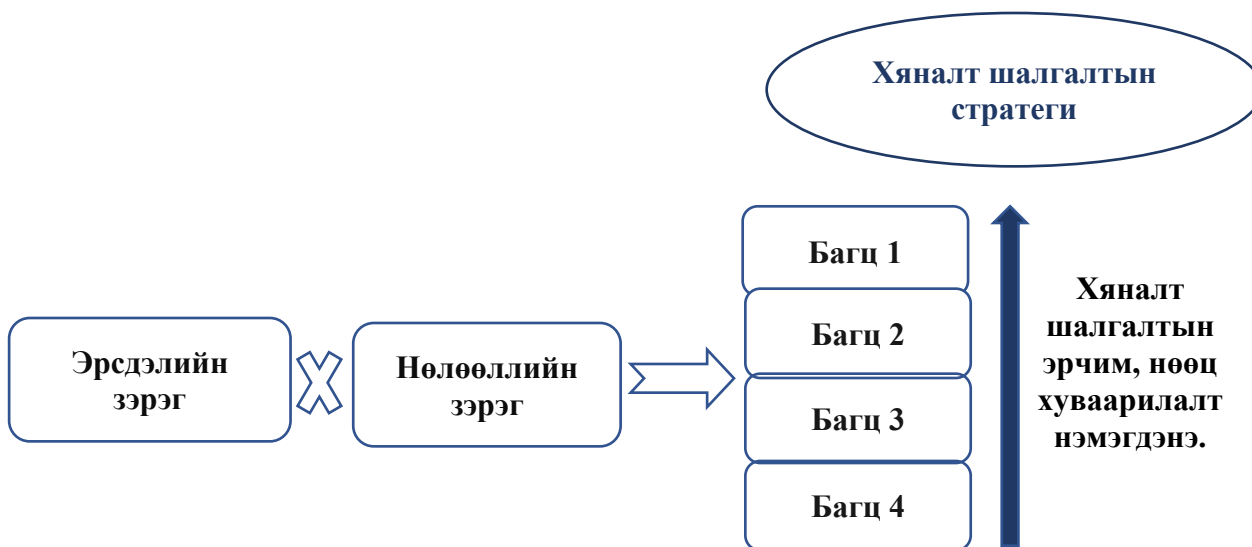 Хяналт шалгалтын
стратеги
Эрсдэлийн
зэрэг
Нөлөөллийн
зэрэг
Багц 1
Багц 2
Багц 3
Багц 4
Хяналт
шалгалтын
эрчим, нөөц
хуваарилалт
нэмэгдэнэ.